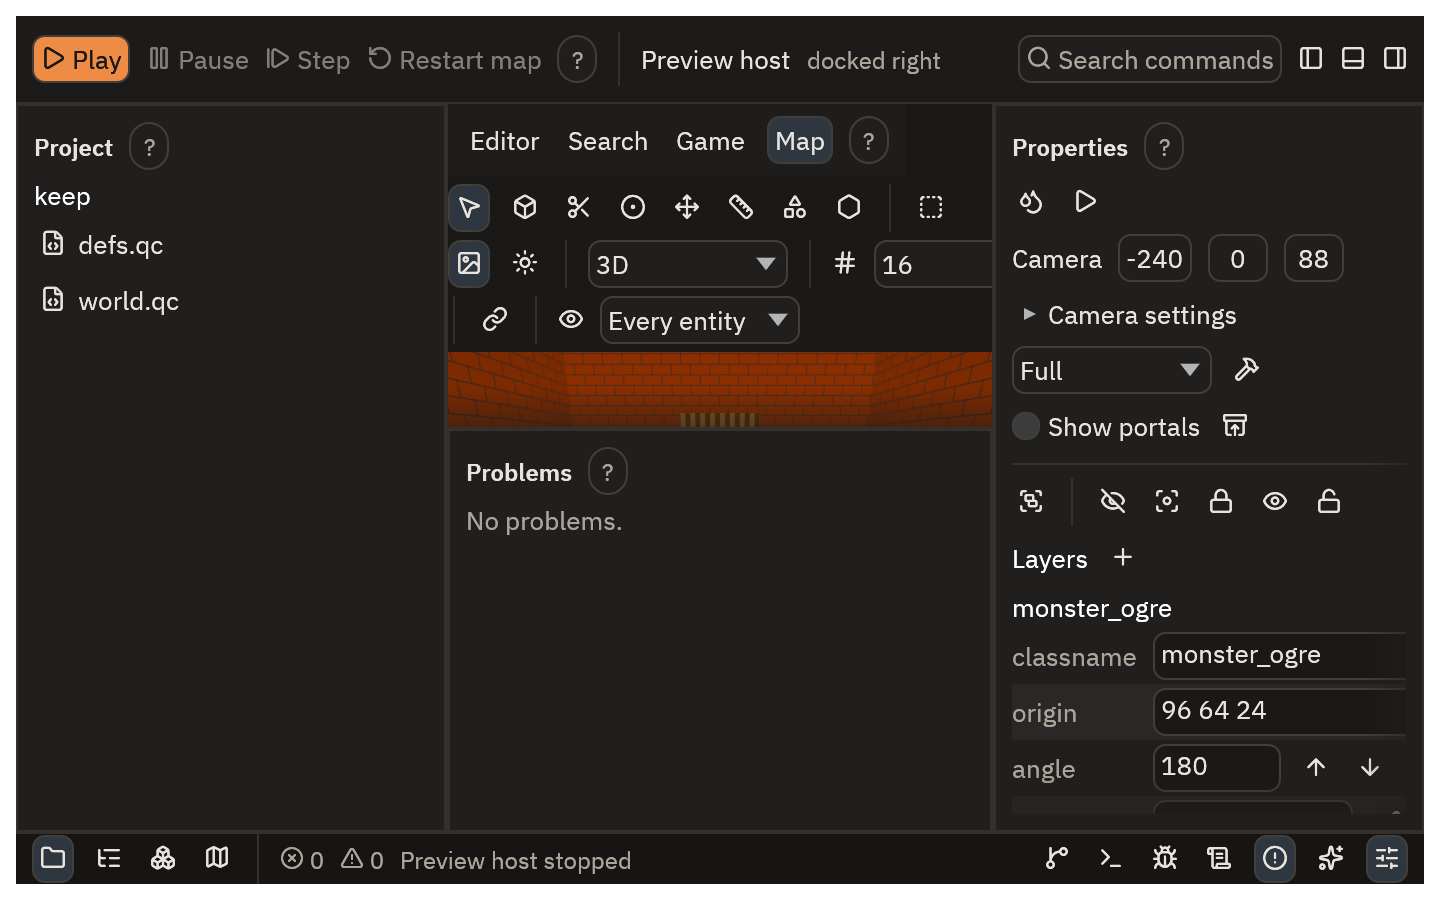 Play Pause Step Restart map ? Preview host docked right Search commands
Project ?
keep
defs.qc
world.qc
Editor Search Game Map ?
3D # 16
Every entity
Problems ?
No problems.
Properties ?
Camera -240 0 88
Camera settings
Full
Show portals
Layers +
monster_ogre
classname monster_ogre
origin 96 64 24
angle 180
0 0 Preview host stopped